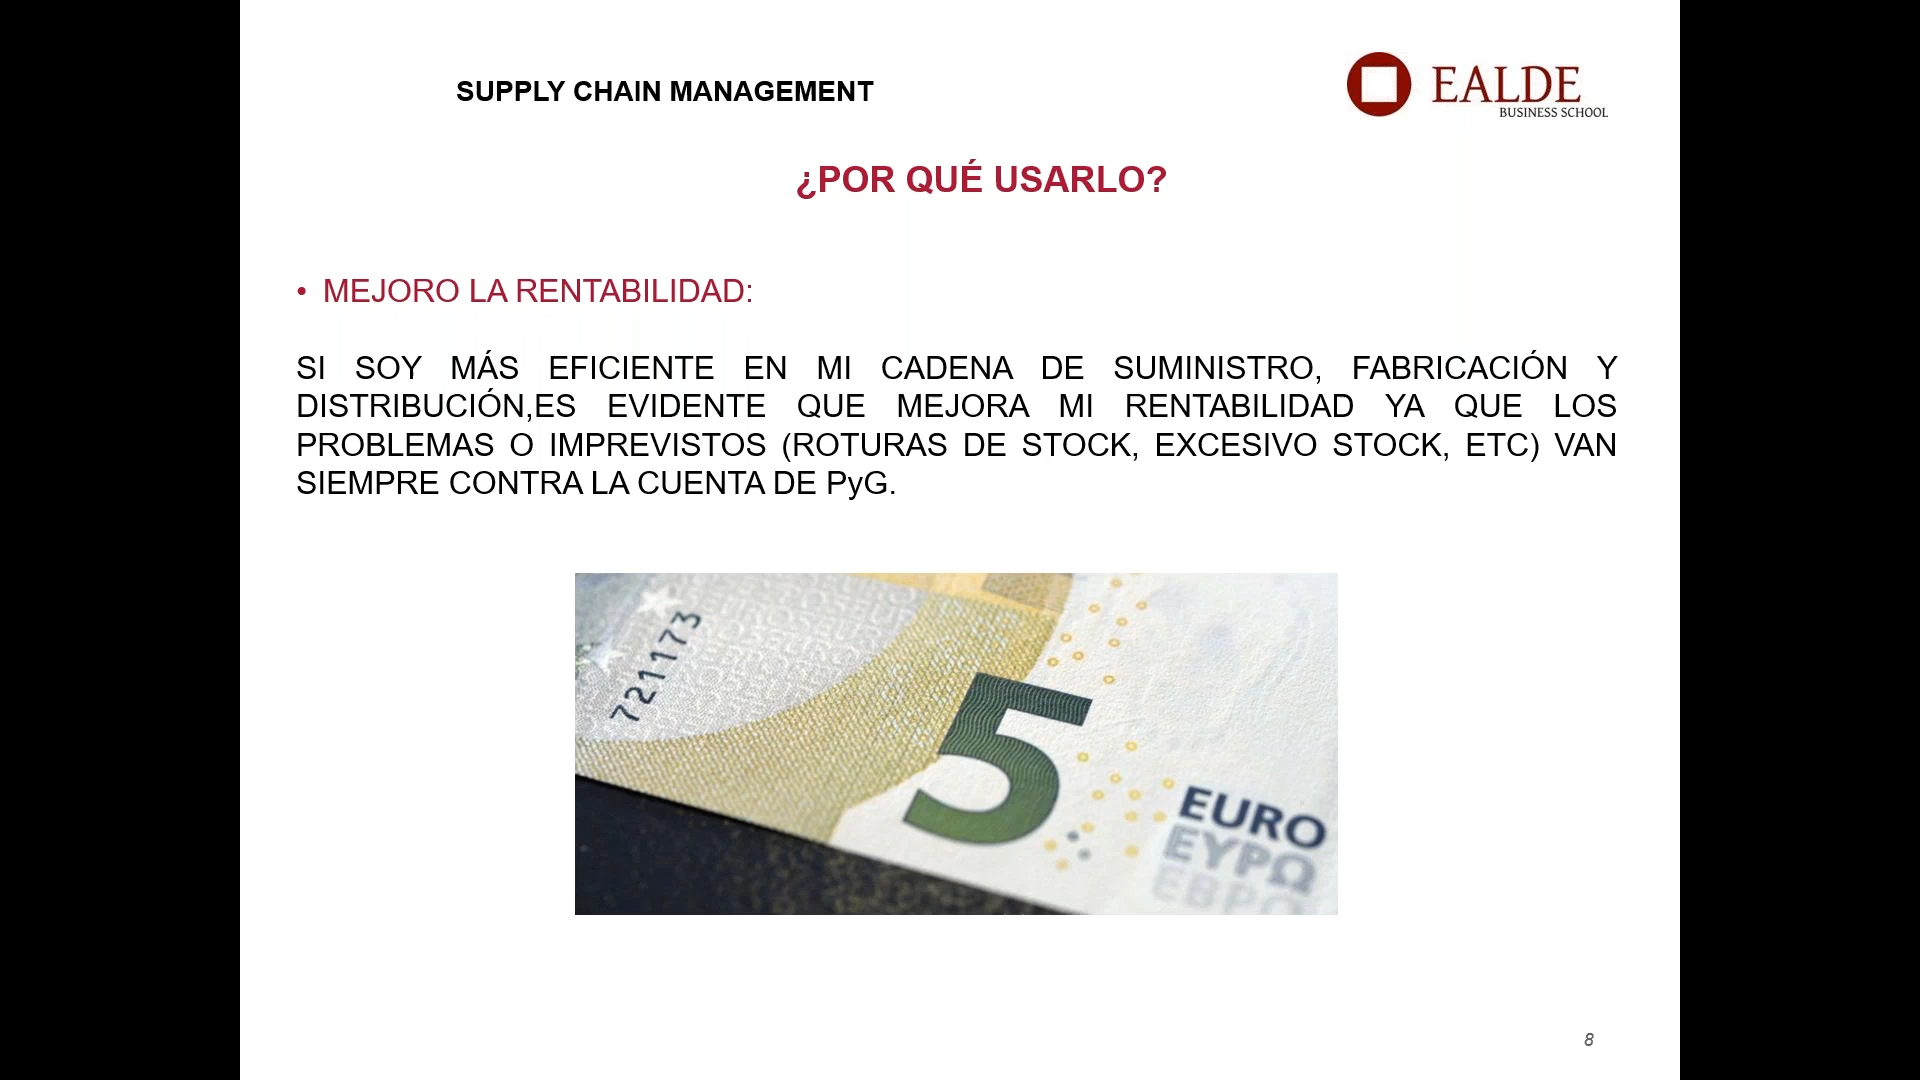 SUPPLY CHAIN MANAGEMENT
EALDE
BUSINESS SCHOOL
¿POR QUÉ USARLO?
• MEJORO LA RENTABILIDAD:
SI SOY MÁS EFICIENTE EN MI CADENA DE SUMINISTRO, FABRICACIÓN Y
DISTRIBUCIÓN,ES EVIDENTE QUE MEJORA MI RENTABILIDAD YA QUE LOS
PROBLEMAS O IMPREVISTOS (ROTURAS DE STOCK, EXCESIVO STOCK, ETC) VAN
SIEMPRE CONTRA LA CUENTA DE PyG.
721173
5
EURO
ΕΥΡΩ
ЕВРО
8